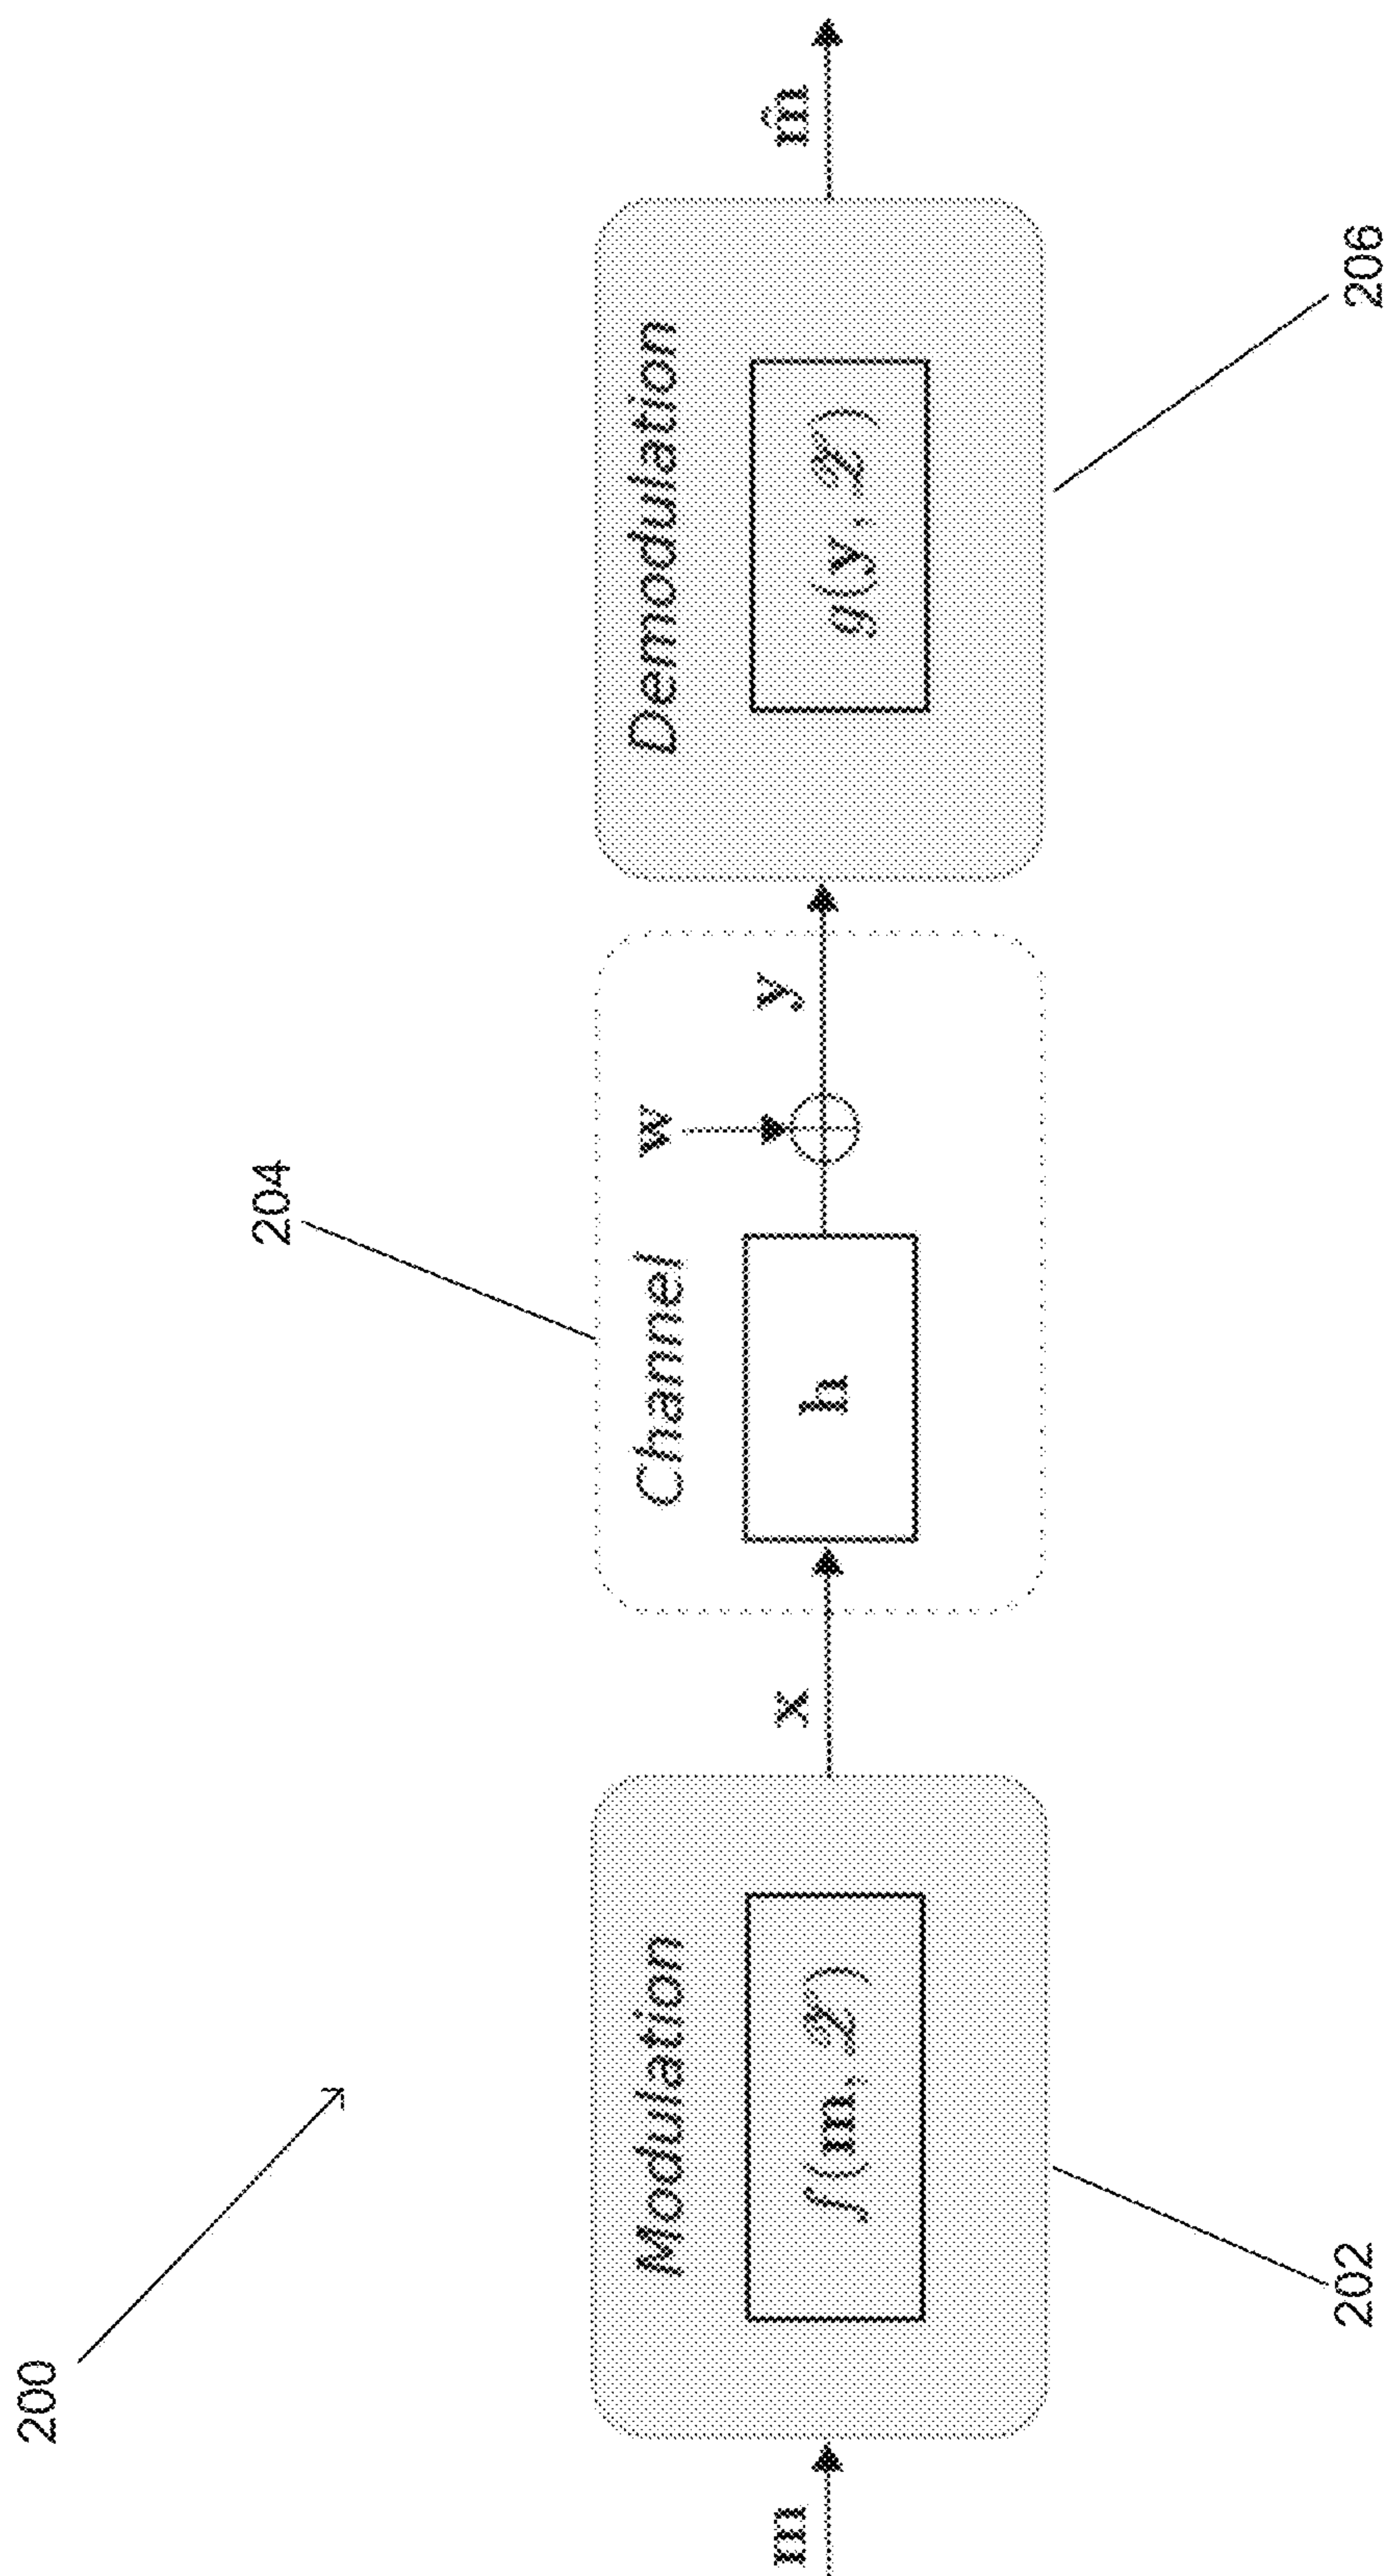 200
204
Modulation
Channel
w
Demodulation
m
f(m, 𝒳)
x
h
y
g(y, 𝒳)
m̂
202
206